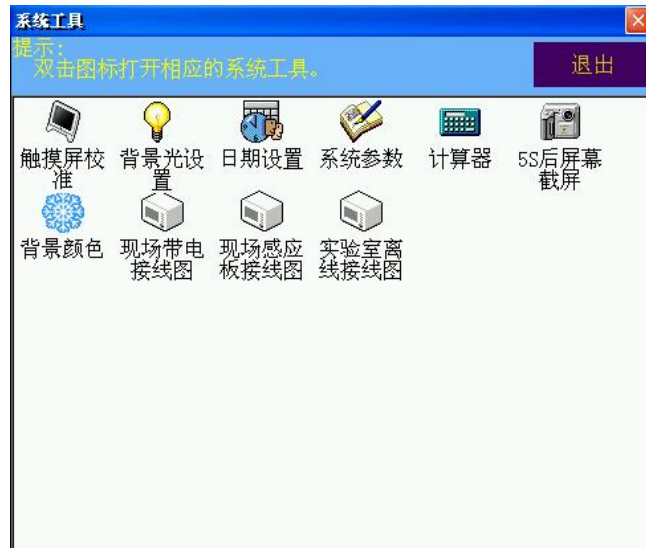 系统工具
提示:
双击图标打开相应的系统工具。
退出
触摸屏校准
背景光设置
日期设置
系统参数
计算器
5S后屏幕截屏
背景颜色
现场带电接线图
现场感应板接线图
实验室离线接线图